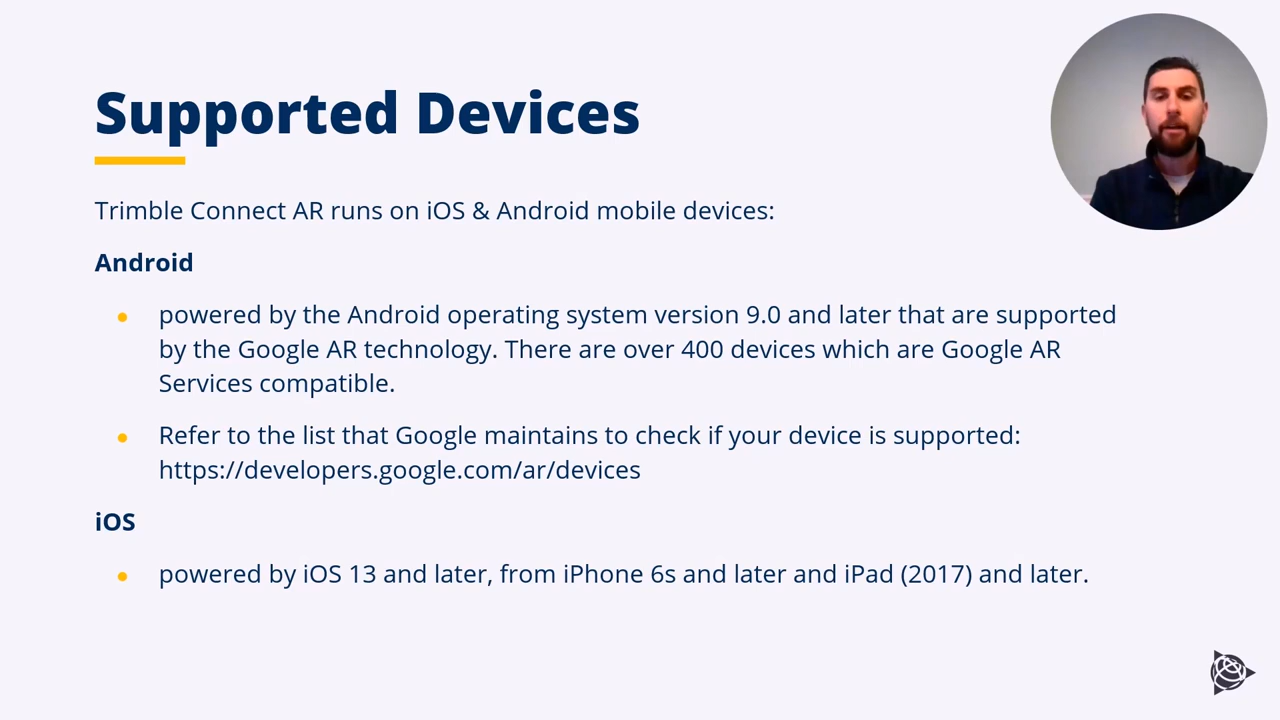 Supported Devices
Trimble Connect AR runs on iOS & Android mobile devices:
Android
powered by the Android operating system version 9.0 and later that are supported
by the Google AR technology. There are over 400 devices which are Google AR
Services compatible.
Refer to the list that Google maintains to check if your device is supported:
https://developers.google.com/ar/devices
iOS
powered by iOS 13 and later, from iPhone 6s and later and iPad (2017) and later.